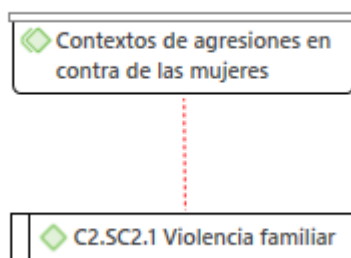 Contextos de agresiones en
contra de las mujeres
C2.SC2.1 Violencia familiar